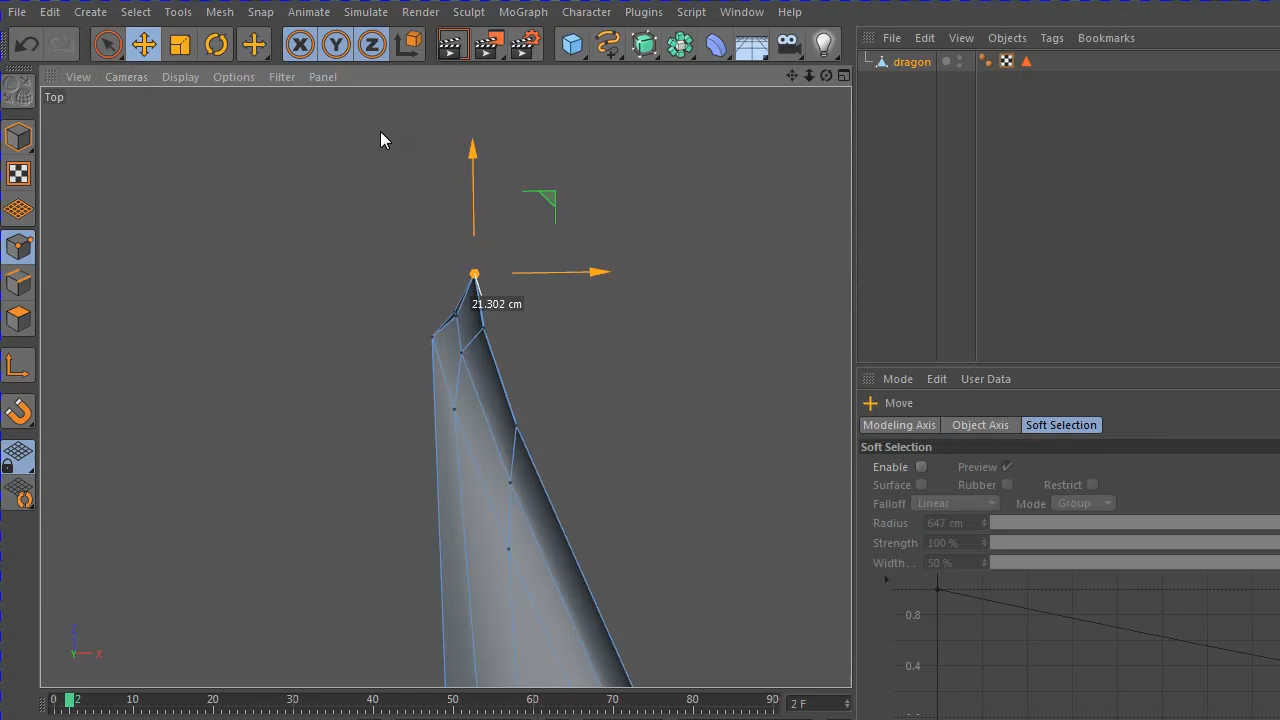 File Edit Create Select Tools Mesh Snap Animate Simulate Render Sculpt MoGraph Character Plugins Script Window Help
X Y Z
File Edit View Objects Tags Bookmarks
dragon
View Cameras Display Options Filter Panel
Top
21.302 cm
Z
Y X
Mode Edit User Data
Move
Modeling Axis Object Axis Soft Selection
Soft Selection
Enable Preview
Surface Rubber Restrict
Falloff Linear Mode Group
Radius 647 cm
Strength 100 %
Width . . 50 %
0.8
0.4
0 2 10 20 30 40 50 60 70 80 90 2 F